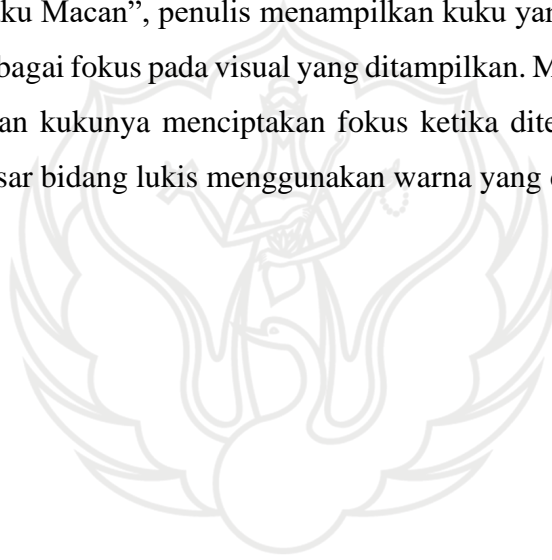 ku Macan”, penulis menampilkan kuku yan
bagai fokus pada visual yang ditampilkan. M
an kukunya menciptakan fokus ketika dite
sar bidang lukis menggunakan warna yang